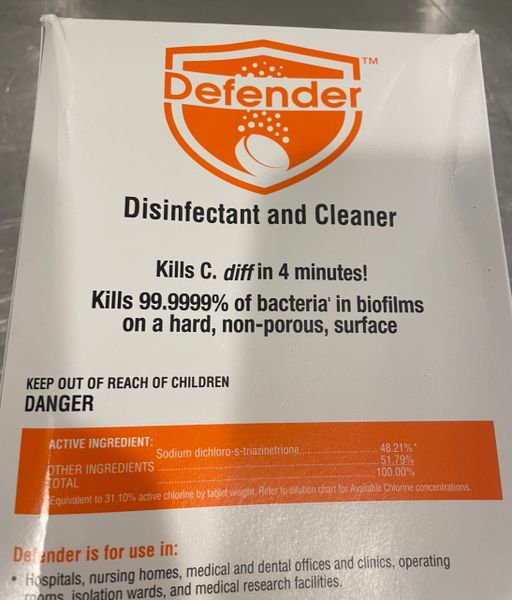 Defender™
Disinfectant and Cleaner
Kills C. diff in 4 minutes!
Kills 99.9999% of bacteria‡ in biofilms
on a hard, non-porous, surface
KEEP OUT OF REACH OF CHILDREN
DANGER
ACTIVE INGREDIENT:
Sodium dichloro-s-triazinetrione................48.21%*
OTHER INGREDIENTS................51.79%
TOTAL................100.00%
*Equivalent to 31.10% active chlorine by tablet weight. Refer to dilution chart for Available Chlorine concentrations.
Defender is for use in:
• Hospitals, nursing homes, medical and dental offices and clinics, operating
rooms, isolation wards, and medical research facilities.